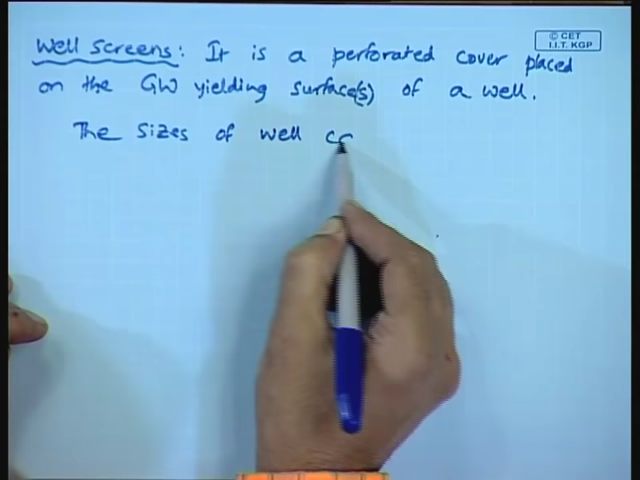 Well screens: It is a perforated cover placed
© CET
I.I.T. KGP
on the GW yielding surface(s) of a well.
The sizes of well